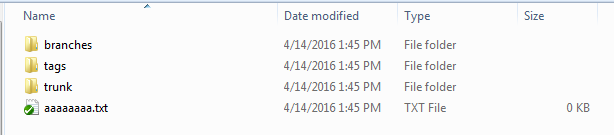 Name Date modified Type Size
branches 4/14/2016 1:45 PM File folder
tags 4/14/2016 1:45 PM File folder
trunk 4/14/2016 1:45 PM File folder
aaaaaaaa.txt 4/14/2016 1:45 PM TXT File 0 KB